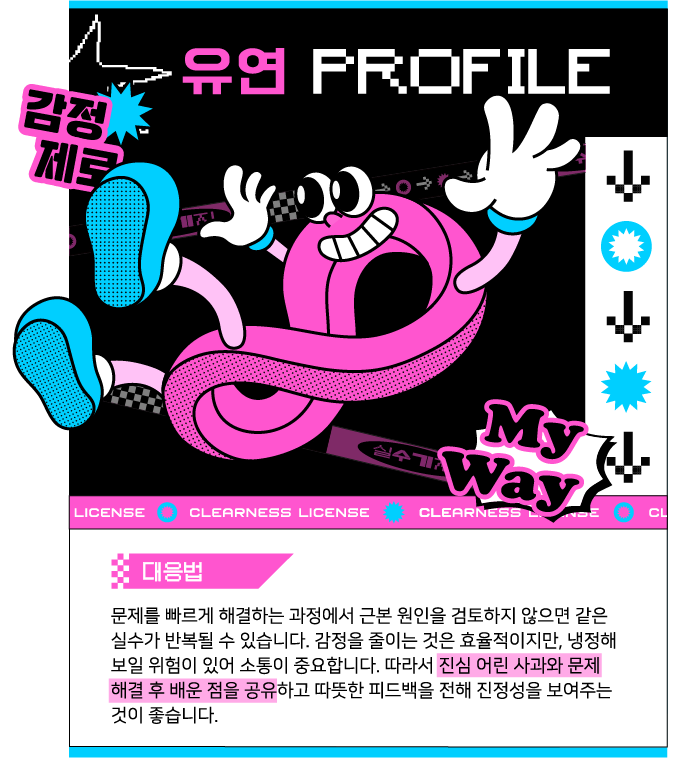 유연 PROFILE
감정
제로
실수가
My
Way
LICENSE CLEARNESS LICENSE CLEARNESS LICENSE CL
대응법
문제를 빠르게 해결하는 과정에서 근본 원인을 검토하지 않으면 같은
실수가 반복될 수 있습니다. 감정을 줄이는 것은 효율적이지만, 냉정해
보일 위험이 있어 소통이 중요합니다. 따라서 진심 어린 사과와 문제
해결 후 배운 점을 공유하고 따뜻한 피드백을 전해 진정성을 보여주는
것이 좋습니다.